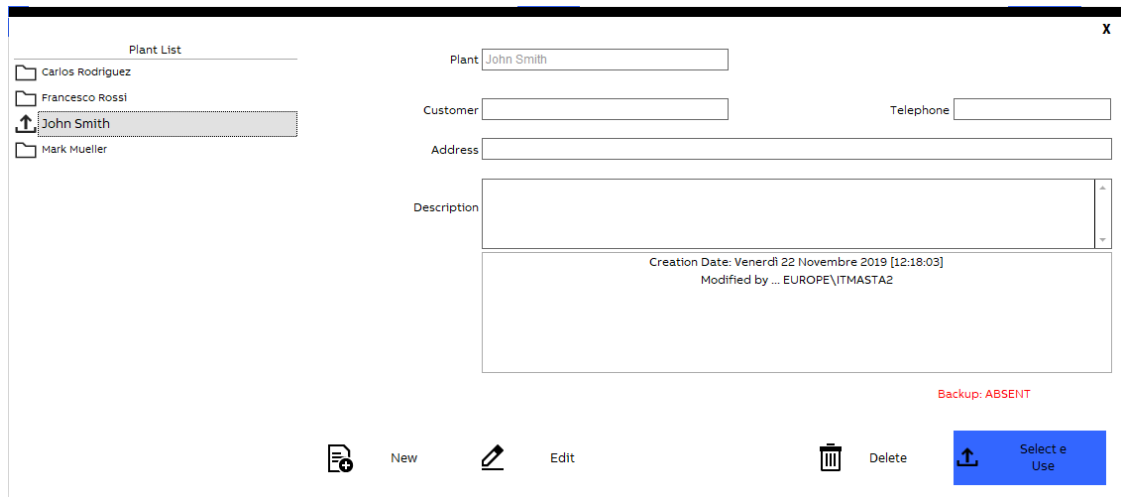 X
Plant List
Carlos Rodriguez
Francesco Rossi
John Smith
Mark Mueller
Plant John Smith
Customer
Telephone
Address
Description
Creation Date: Venerdì 22 Novembre 2019 [12:18:03]
Modified by ... EUROPE\ITMASTA2
Backup: ABSENT
New
Edit
Delete
Select e
Use